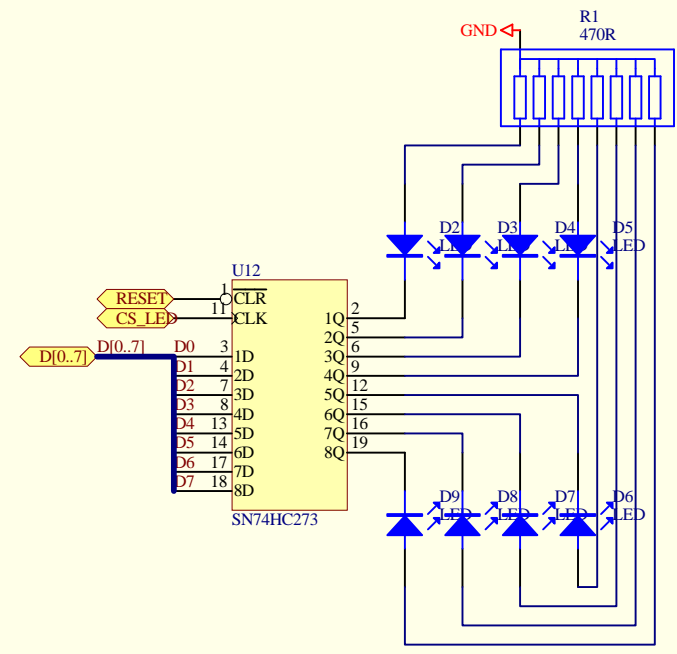 R1
470R
GND
D2
LED
D3
LED
D4
LED
D5
LED
U12
RESET
1
CLR
CS_LED
11
CLK
D[0..7]
D[0..7]
D0
3
1D
D1
4
2D
D2
7
3D
D3
8
4D
D4
13
5D
D5
14
6D
D6
17
7D
D7
18
8D
1Q
2
2Q
5
3Q
6
4Q
9
5Q
12
6Q
15
7Q
16
8Q
19
SN74HC273
D9
LED
D8
LED
D7
LED
D6
LED